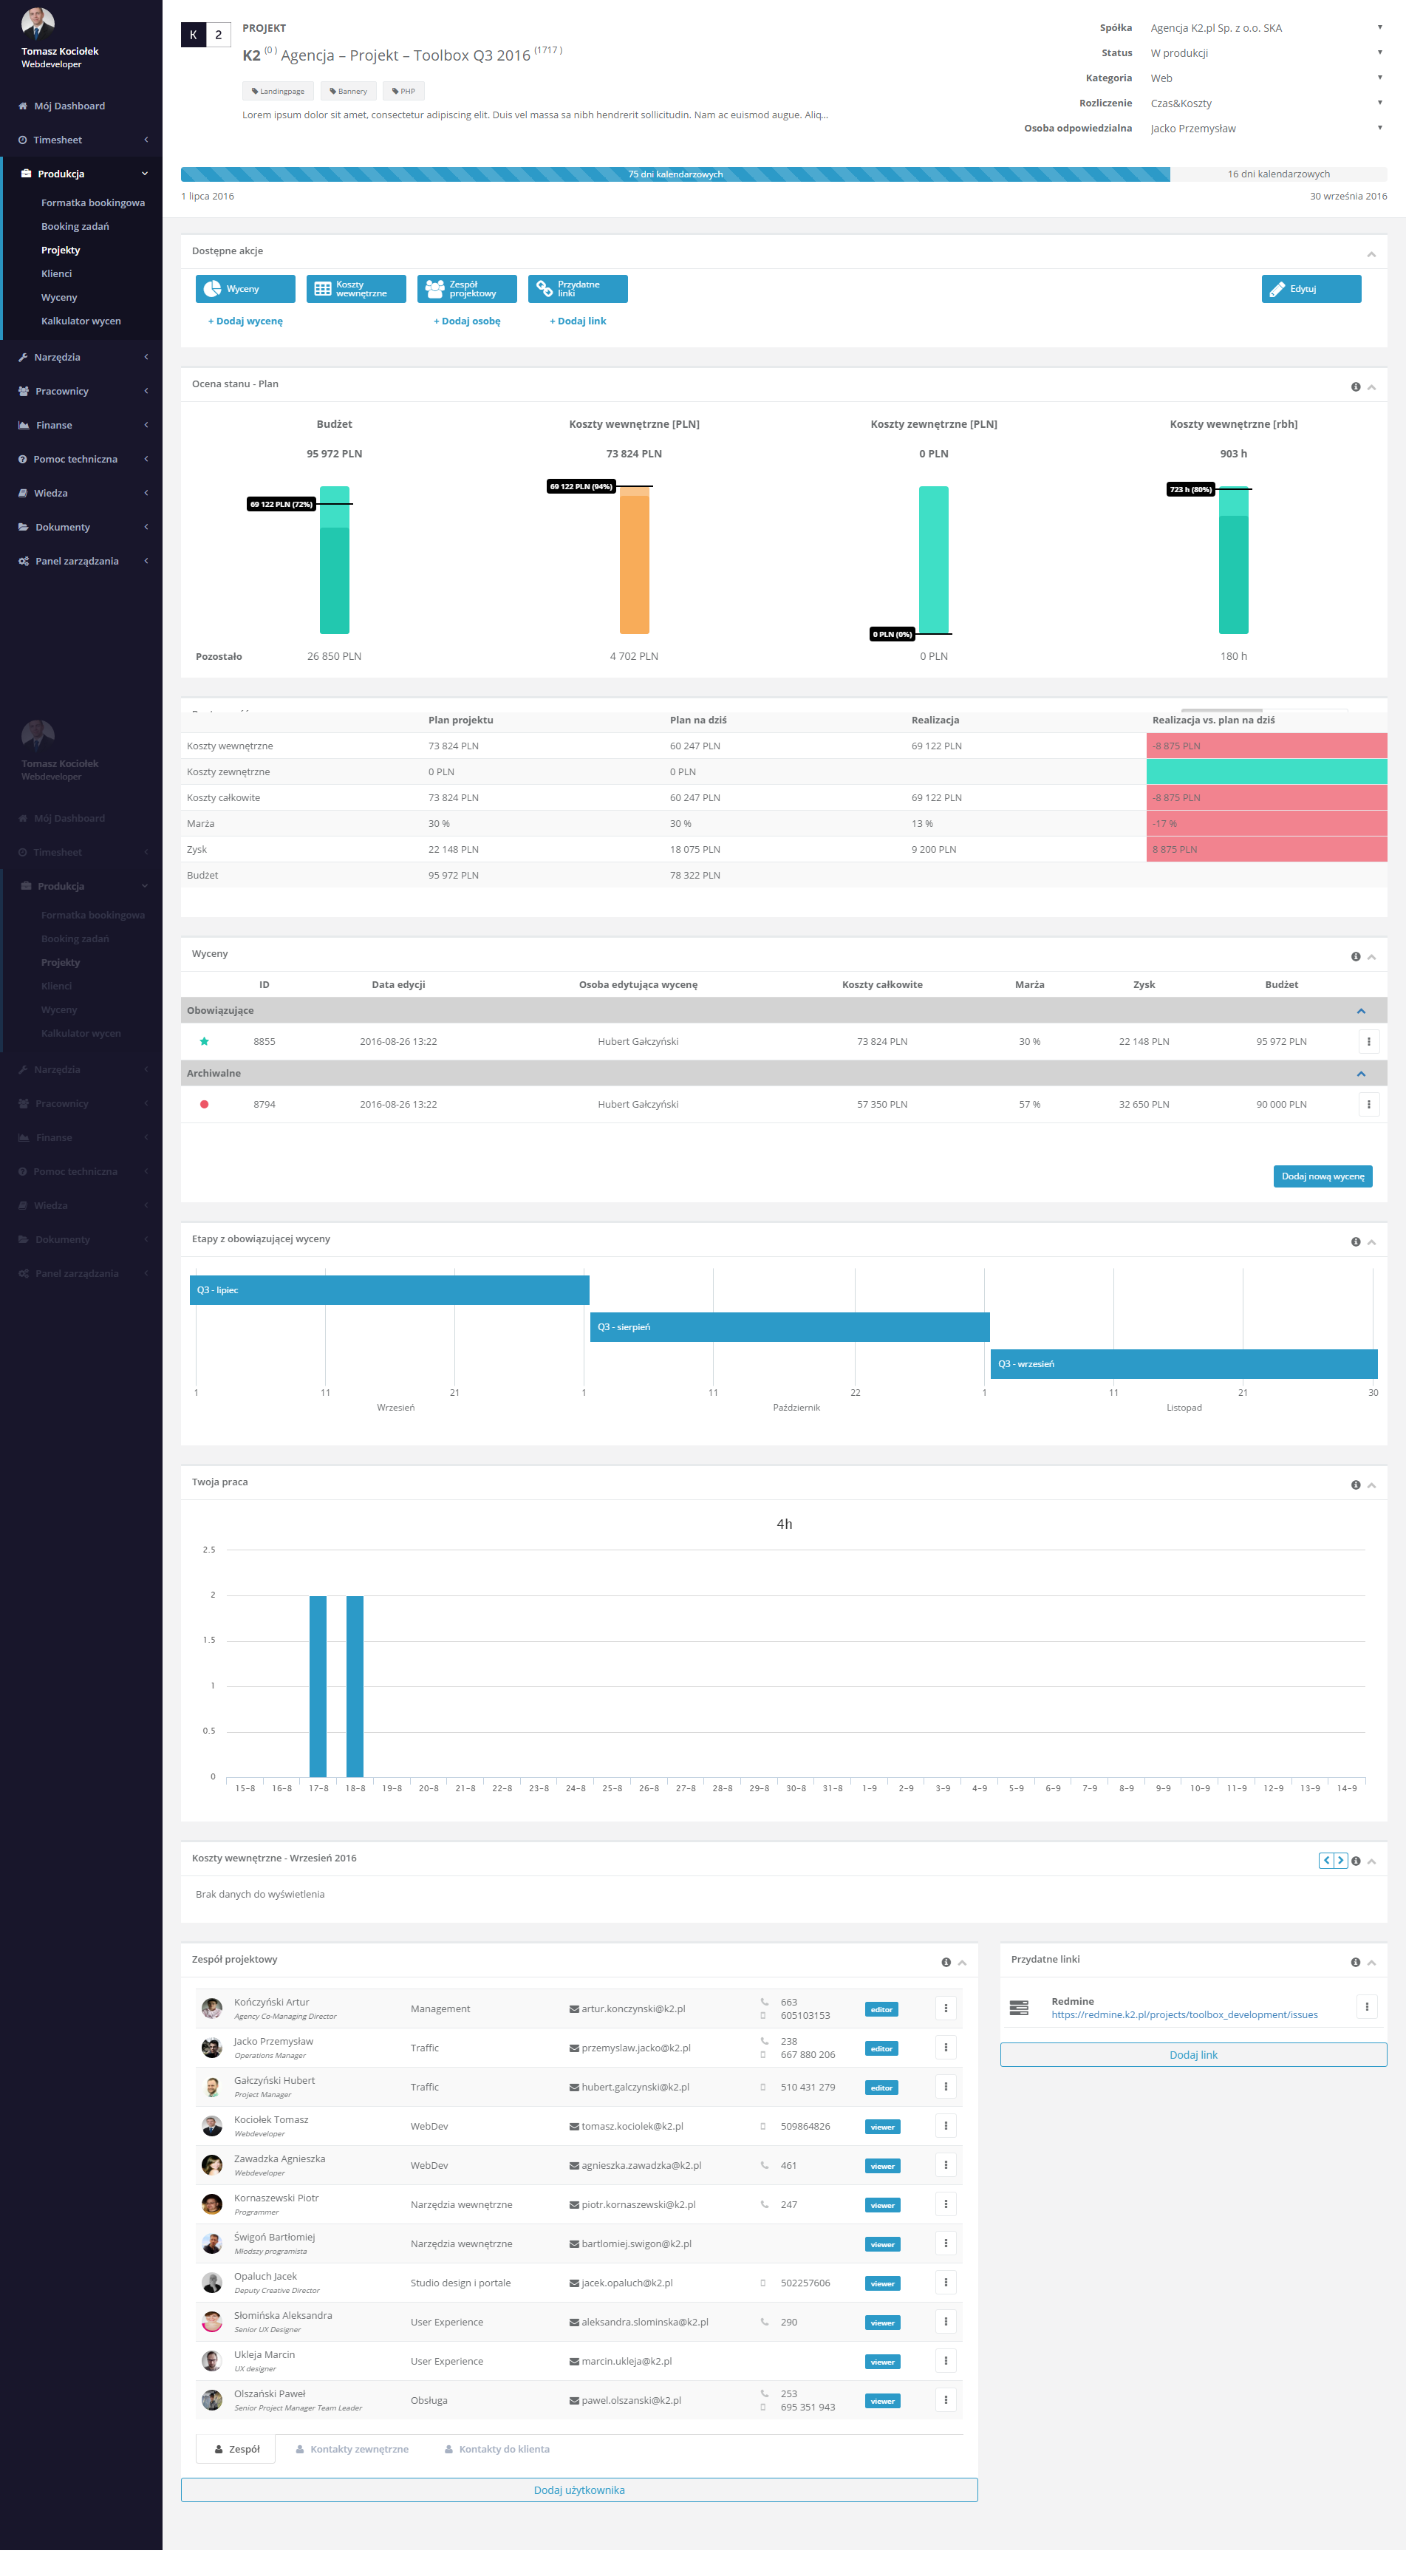 Tomasz Kociołek
Webdeveloper
Mój Dashboard
Timesheet
Produkcja
Formatka bookingowa
Booking zadań
Projekty
Klienci
Wyceny
Kalkulator wycen
Narzędzia
Pracownicy
Finanse
Pomoc techniczna
Wiedza
Dokumenty
Panel zarządzania
Tomasz Kociołek
Webdeveloper
Mój Dashboard
Timesheet
Produkcja
Formatka bookingowa
Booking zadań
Projekty
Klienci
Wyceny
Kalkulator wycen
Narzędzia
Pracownicy
Finanse
Pomoc techniczna
Wiedza
Dokumenty
Panel zarządzania
K 2
PROJEKT
K2 (0 ) Agencja – Projekt – Toolbox Q3 2016 (1717 )
Landingpage Bannery PHP
Lorem ipsum dolor sit amet, consectetur adipiscing elit. Duis vel massa sa nibh hendrerit sollicitudin. Nam ac euismod augue. Aliq...
Spółka Agencja K2.pl Sp. z o.o. SKA
Status W produkcji
Kategoria Web
Rozliczenie Czas&Koszty
Osoba odpowiedzialna Jacko Przemysław
75 dni kalendarzowych 16 dni kalendarzowych
1 lipca 2016 30 września 2016
Dostępne akcje
Wyceny
Koszty wewnętrzne
Zespół projektowy
Przydatne linki
Edytuj
+ Dodaj wycenę + Dodaj osobę + Dodaj link
Ocena stanu - Plan
Budżet Koszty wewnętrzne [PLN] Koszty zewnętrzne [PLN] Koszty wewnętrzne [rbh]
95 972 PLN 73 824 PLN 0 PLN 903 h
69 122 PLN (72%) 69 122 PLN (94%) 0 PLN (0%) 723 h (80%)
Pozostało 26 850 PLN 4 702 PLN 0 PLN 180 h
Plan projektu Plan na dziś Realizacja Realizacja vs. plan na dziś
Koszty wewnętrzne 73 824 PLN 60 247 PLN 69 122 PLN -8 875 PLN
Koszty zewnętrzne 0 PLN 0 PLN
Koszty całkowite 73 824 PLN 60 247 PLN 69 122 PLN -8 875 PLN
Marża 30 % 30 % 13 % -17 %
Zysk 22 148 PLN 18 075 PLN 9 200 PLN 8 875 PLN
Budżet 95 972 PLN 78 322 PLN
Wyceny
ID Data edycji Osoba edytująca wycenę Koszty całkowite Marża Zysk Budżet
Obowiązujące
8855 2016-08-26 13:22 Hubert Gałczyński 73 824 PLN 30 % 22 148 PLN 95 972 PLN
Archiwalne
8794 2016-08-26 13:22 Hubert Gałczyński 57 350 PLN 57 % 32 650 PLN 90 000 PLN
Dodaj nową wycenę
Etapy z obowiązującej wyceny
Q3 - lipiec
Q3 - sierpień
Q3 - wrzesień
1 11 21 1 11 22 1 11 21 30
Wrzesień Październik Listopad
Twoja praca
4h
2.5
2
1.5
1
0.5
0
15-8 16-8 17-8 18-8 19-8 20-8 21-8 22-8 23-8 24-8 25-8 26-8 27-8 28-8 29-8 30-8 31-8 1-9 2-9 3-9 4-9 5-9 6-9 7-9 8-9 9-9 10-9 11-9 12-9 13-9 14-9
Koszty wewnętrzne - Wrzesień 2016
Brak danych do wyświetlenia
Zespół projektowy
Kończyński Artur
Agency Co-Managing Director
Management artur.konczynski@k2.pl 663
605103153
editor
Jacko Przemysław
Operations Manager
Traffic przemyslaw.jacko@k2.pl 238
667 880 206
editor
Gałczyński Hubert
Project Manager
Traffic hubert.galczynski@k2.pl 510 431 279 editor
Kociołek Tomasz
Webdeveloper
WebDev tomasz.kociolek@k2.pl 509864826 viewer
Zawadzka Agnieszka
Webdeveloper
WebDev agnieszka.zawadzka@k2.pl 461 viewer
Kornaszewski Piotr
Programmer
Narzędzia wewnętrzne piotr.kornaszewski@k2.pl 247 viewer
Świgoń Bartłomiej
Młodszy programista
Narzędzia wewnętrzne bartlomiej.swigon@k2.pl viewer
Opaluch Jacek
Deputy Creative Director
Studio design i portale jacek.opaluch@k2.pl 502257606 viewer
Słomińska Aleksandra
Senior UX Designer
User Experience aleksandra.slominska@k2.pl 290 viewer
Ukleja Marcin
UX designer
User Experience marcin.ukleja@k2.pl viewer
Olszański Paweł
Senior Project Manager Team Leader
Obsługa pawel.olszanski@k2.pl 253
695 351 943
viewer
Zespół Kontakty zewnętrzne Kontakty do klienta
Dodaj użytkownika
Przydatne linki
Redmine
https://redmine.k2.pl/projects/toolbox_development/issues
Dodaj link